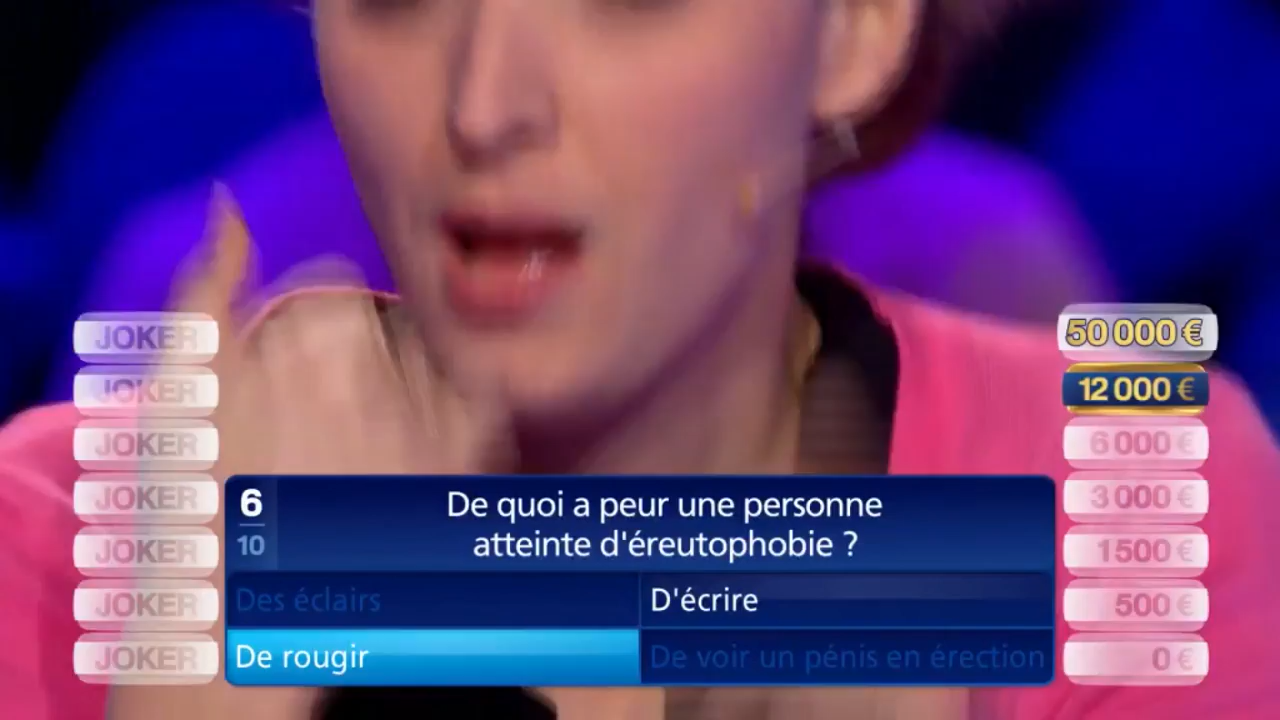 JOKER
JOKER
JOKER
JOKER
JOKER
JOKER
JOKER
50 000 €
12 000 €
6 000 €
3 000 €
1 500 €
500 €
0 €
6
10
De quoi a peur une personne
atteinte d'éreutophobie ?
Des éclairs
D'écrire
De rougir
De voir un pénis en érection